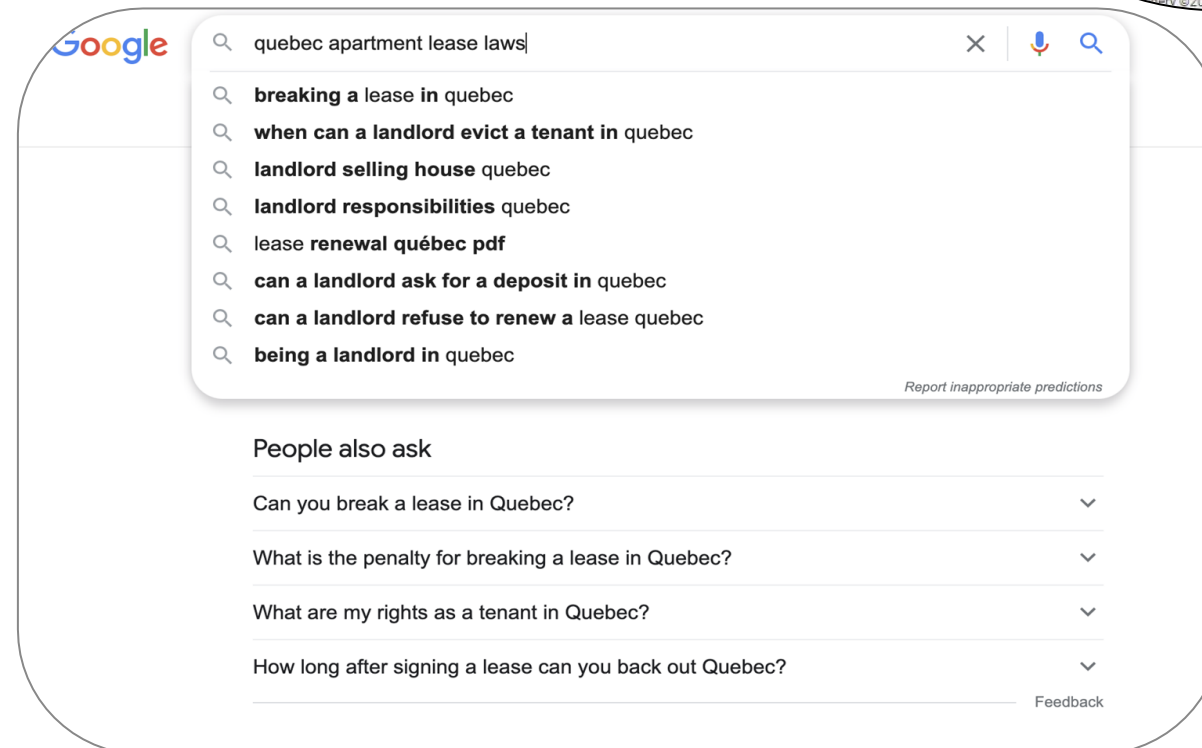 Google
quebec apartment lease laws
breaking a lease in quebec
when can a landlord evict a tenant in quebec
landlord selling house quebec
landlord responsibilities quebec
lease renewal québec pdf
can a landlord ask for a deposit in quebec
can a landlord refuse to renew a lease quebec
being a landlord in quebec
Report inappropriate predictions
People also ask
Can you break a lease in Quebec?
What is the penalty for breaking a lease in Quebec?
What are my rights as a tenant in Quebec?
How long after signing a lease can you back out Quebec?
Feedback